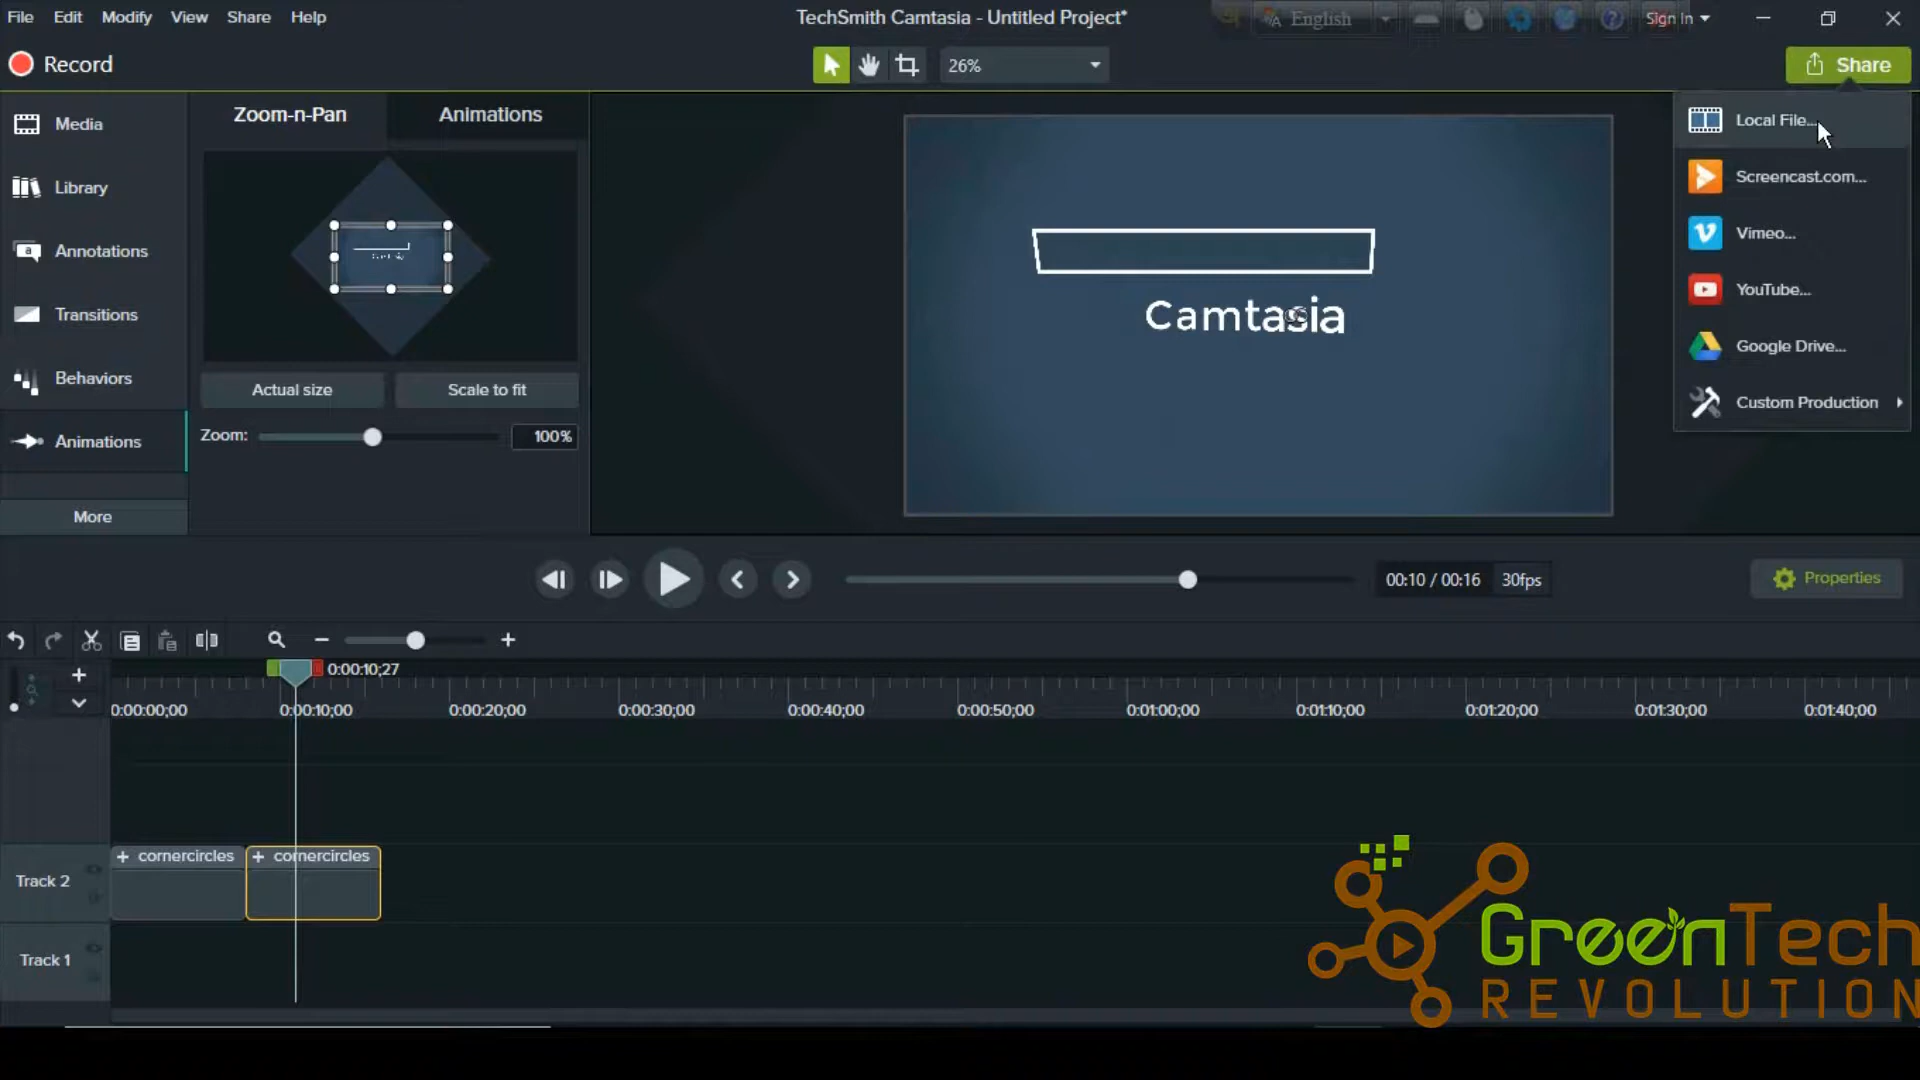 File Edit Modify View Share Help
TechSmith Camtasia - Untitled Project*
English
Sign in
Record
26%
Share
Media
Library
Annotations
Transitions
Behaviors
Animations
More
Zoom-n-Pan
Animations
Actual size
Scale to fit
Zoom:
100%
Camtasia
Local File...
Screencast.com...
Vimeo...
YouTube...
Google Drive...
Custom Production
00:10 / 00:16
30fps
Properties
0:00:10;27
0:00:00;00 0:00:10;00 0:00:20;00 0:00:30;00 0:00:40;00 0:00:50;00 0:01:00;00 0:01:10;00 0:01:20;00 0:01:30;00 0:01:40;00
+ cornercircles
+ cornercircles
Track 2
Track 1
GreenTech
REVOLUTION